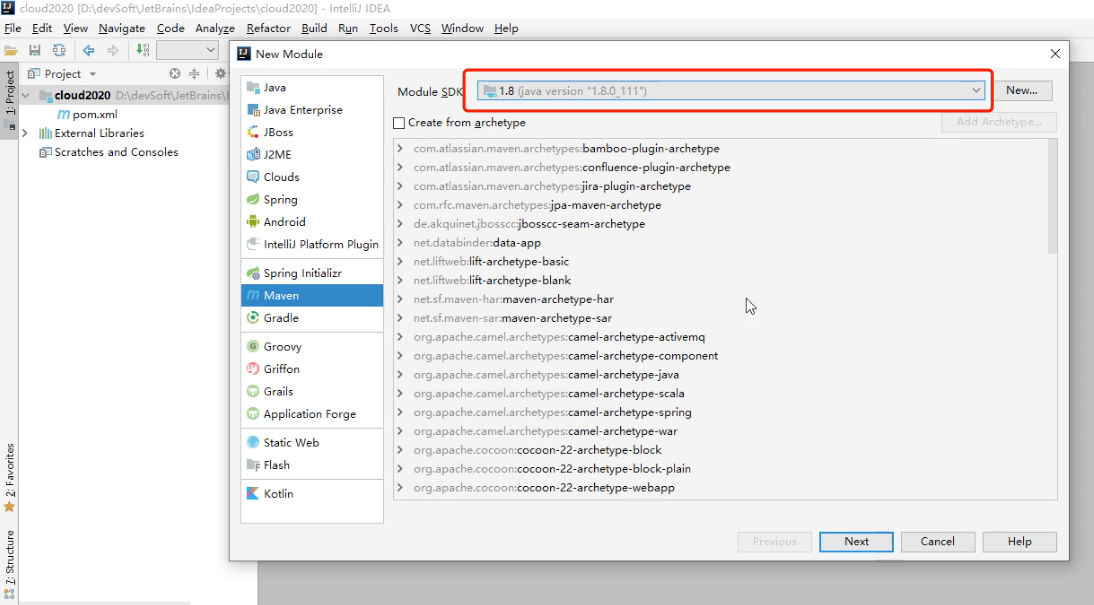 cloud2020 [D:\devSoft\JetBrains\IdeaProjects\cloud2020] - IntelliJ IDEA
File Edit View Navigate Code Analyze Refactor Build Run Tools VCS Window Help
1: Project
Project
cloud2020 D:\devSoft\JetBrains\I
pom.xml
External Libraries
Scratches and Consoles
2: Favorites
7: Structure
New Module
Java
Java Enterprise
JBoss
J2ME
Clouds
Spring
Android
IntelliJ Platform Plugin
Spring Initializr
Maven
Gradle
Groovy
Griffon
Grails
Application Forge
Static Web
Flash
Kotlin
Module SDK 1.8 (java version "1.8.0_111") New...
Create from archetype Add Archetype...
com.atlassian.maven.archetypes:bamboo-plugin-archetype
com.atlassian.maven.archetypes:confluence-plugin-archetype
com.atlassian.maven.archetypes:jira-plugin-archetype
com.rfc.maven.archetypes:jpa-maven-archetype
de.akquinet.jbosscc:jbosscc-seam-archetype
net.databinder:data-app
net.liftweb:lift-archetype-basic
net.liftweb:lift-archetype-blank
net.sf.maven-har:maven-archetype-har
net.sf.maven-sar:maven-archetype-sar
org.apache.camel.archetypes:camel-archetype-activemq
org.apache.camel.archetypes:camel-archetype-component
org.apache.camel.archetypes:camel-archetype-java
org.apache.camel.archetypes:camel-archetype-scala
org.apache.camel.archetypes:camel-archetype-spring
org.apache.camel.archetypes:camel-archetype-war
org.apache.cocoon:cocoon-22-archetype-block
org.apache.cocoon:cocoon-22-archetype-block-plain
org.apache.cocoon:cocoon-22-archetype-webapp
Previous Next Cancel Help